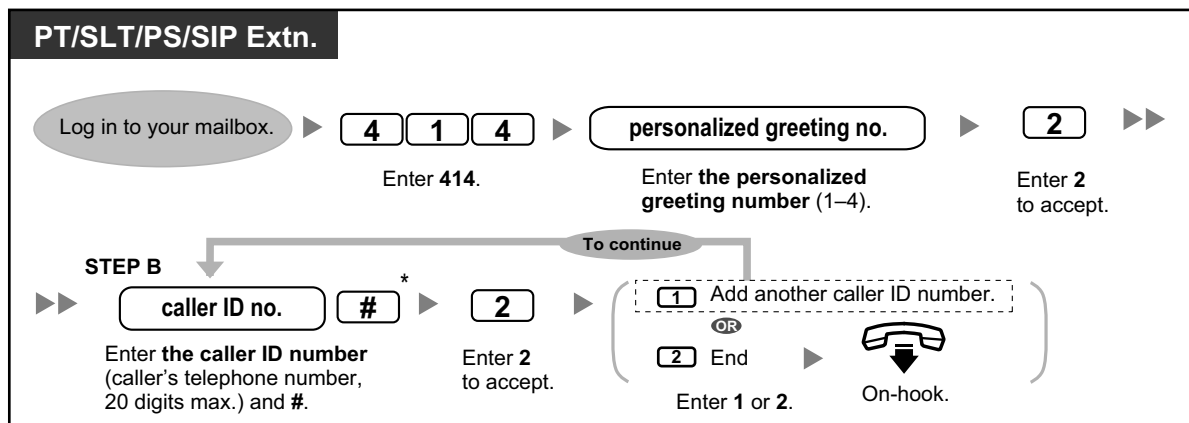 PT/SLT/PS/SIP Extn.
Log in to your mailbox.
4 1 4
personalized greeting no.
2
Enter 414.
Enter the personalized
greeting number (1–4).
Enter 2
to accept.
To continue
STEP B
caller ID no.
# *
2
1 Add another caller ID number.
OR
2 End
Enter the caller ID number
(caller's telephone number,
20 digits max.) and #.
Enter 2
to accept.
Enter 1 or 2.
On-hook.